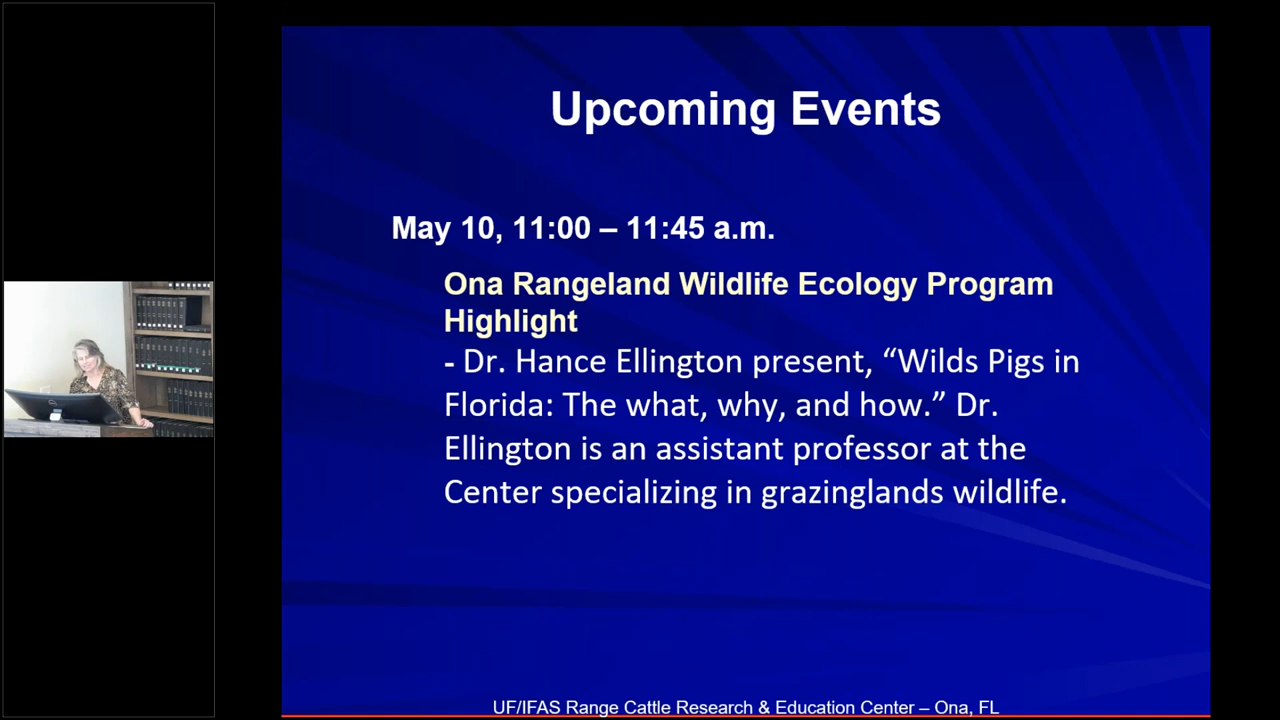 Upcoming Events
May 10, 11:00 – 11:45 a.m.
Ona Rangeland Wildlife Ecology Program
Highlight
- Dr. Hance Ellington present, “Wilds Pigs in
Florida: The what, why, and how.” Dr.
Ellington is an assistant professor at the
Center specializing in grazinglands wildlife.
UF/IFAS Range Cattle Research & Education Center – Ona, FL